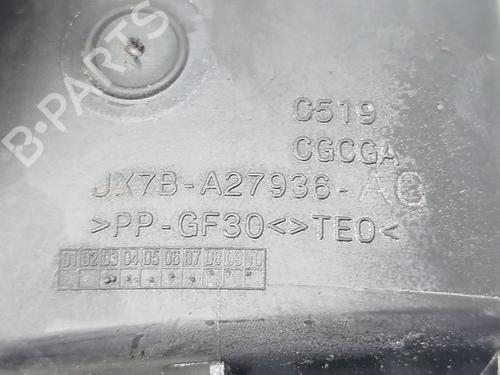 B-PARTS
C519
CGCGA
JX7B-A27936-AC
>PP-GF30<>TEO<
01 02 03 04 05 06 07 08 09 10